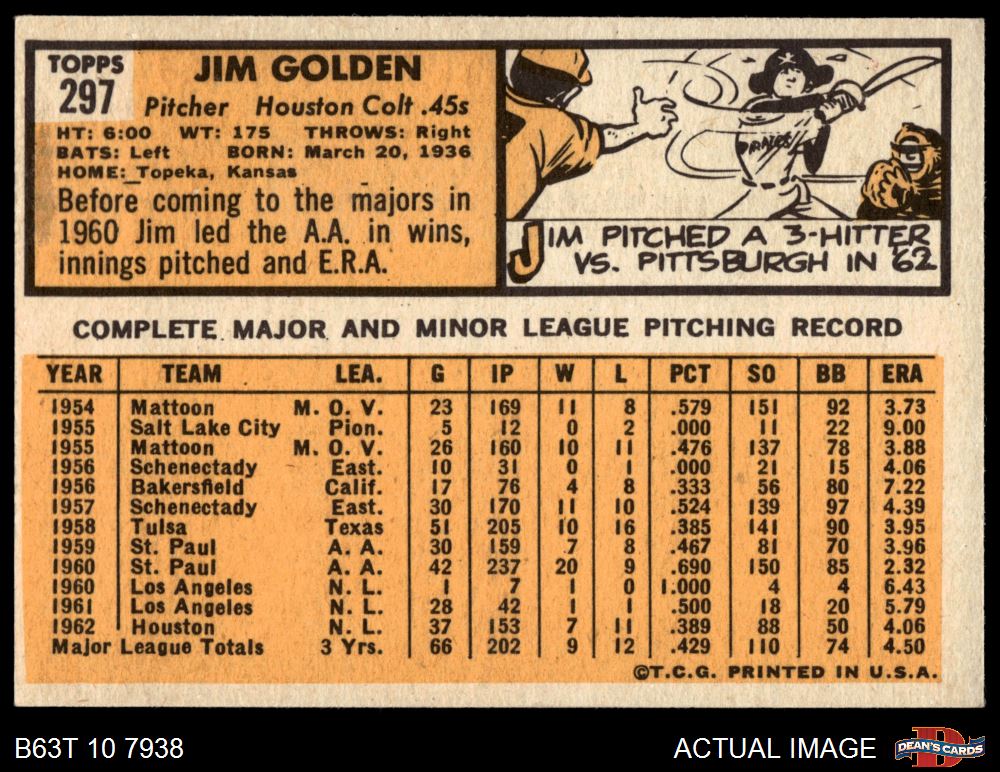 TOPPS
297
JIM GOLDEN
Pitcher Houston Colt .45s
HT: 6:00 WT: 175 THROWS: Right
BATS: Left BORN: March 20, 1936
HOME: Topeka, Kansas
Before coming to the majors in
1960 Jim led the A.A. in wins,
innings pitched and E.R.A.
PIRATES
JIM PITCHED A 3-HITTER
VS. PITTSBURGH IN '62
COMPLETE MAJOR AND MINOR LEAGUE PITCHING RECORD
YEAR TEAM LEA. G IP W L PCT SO BB ERA
1954 Mattoon M. O. V. 23 169 11 8 .579 151 92 3.73
1955 Salt Lake City Pion. 5 12 0 2 .000 11 22 9.00
1955 Mattoon M. O. V. 26 160 10 11 .476 137 78 3.88
1956 Schenectady East. 10 31 0 1 .000 21 15 4.06
1956 Bakersfield Calif. 17 76 4 8 .333 56 80 7.22
1957 Schenectady East. 30 170 11 10 .524 139 97 4.39
1958 Tulsa Texas 51 205 10 16 .385 141 90 3.95
1959 St. Paul A. A. 30 159 7 8 .467 81 70 3.96
1960 St. Paul A. A. 42 237 20 9 .690 150 85 2.32
1960 Los Angeles N. L. 1 7 1 0 1.000 4 4 6.43
1961 Los Angeles N. L. 28 42 1 1 .500 18 20 5.79
1962 Houston N. L. 37 153 7 11 .389 88 50 4.06
Major League Totals 3 Yrs. 66 202 9 12 .429 110 74 4.50
©T.C.G. PRINTED IN U.S.A.
B63T 10 7938
ACTUAL IMAGE
DEAN'S CARDS